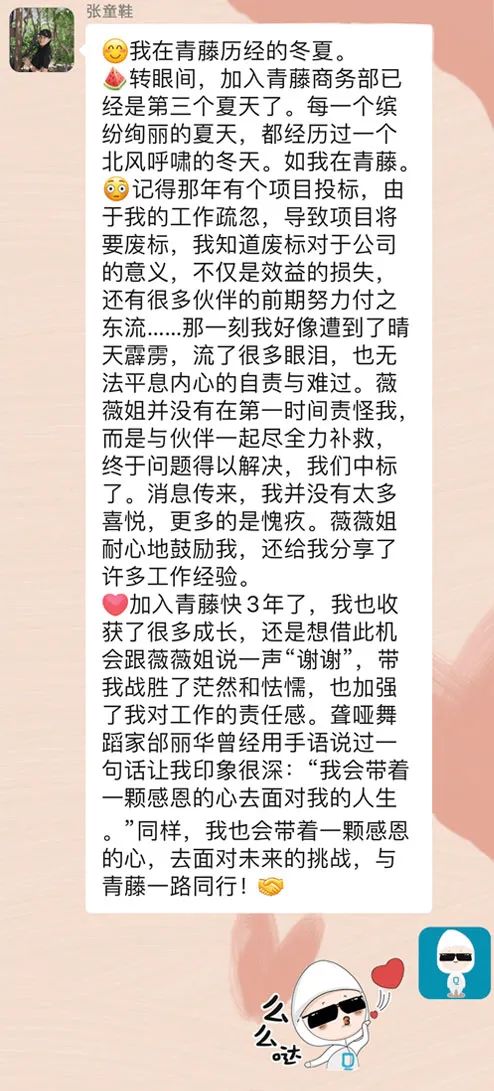 张童鞋
😊我在青藤历经的冬夏。
🍉转眼间，加入青藤商务部已
经是第三个夏天了。每一个缤
纷绚丽的夏天，都经历过一个
北风呼啸的冬天。如我在青藤。
😳记得那年有个项目投标，由
于我的工作疏忽，导致项目将
要废标，我知道废标对于公司
的意义，不仅是效益的损失，
还有很多伙伴的前期努力付之
东流......那一刻我好像遭到了晴
天霹雳，流了很多眼泪，也无
法平息内心的自责与难过。薇
薇姐并没有在第一时间责怪我，
而是与伙伴一起尽全力补救，
终于问题得以解决，我们中标
了。消息传来，我并没有太多
喜悦，更多的是愧疚。薇薇姐
耐心地鼓励我，还给我分享了
许多工作经验。
❤️加入青藤快3年了，我也收
获了很多成长，还是想借此机
会跟薇薇姐说一声“谢谢”，带
我战胜了茫然和怯懦，也加强
了我对工作的责任感。聋哑舞
蹈家邰丽华曾经用手语说过一
句话让我印象很深：“我会带着
一颗感恩的心去面对我的人生
。”同样，我也会带着一颗感恩
的心，去面对未来的挑战，与
青藤一路同行！🤝
么么哒